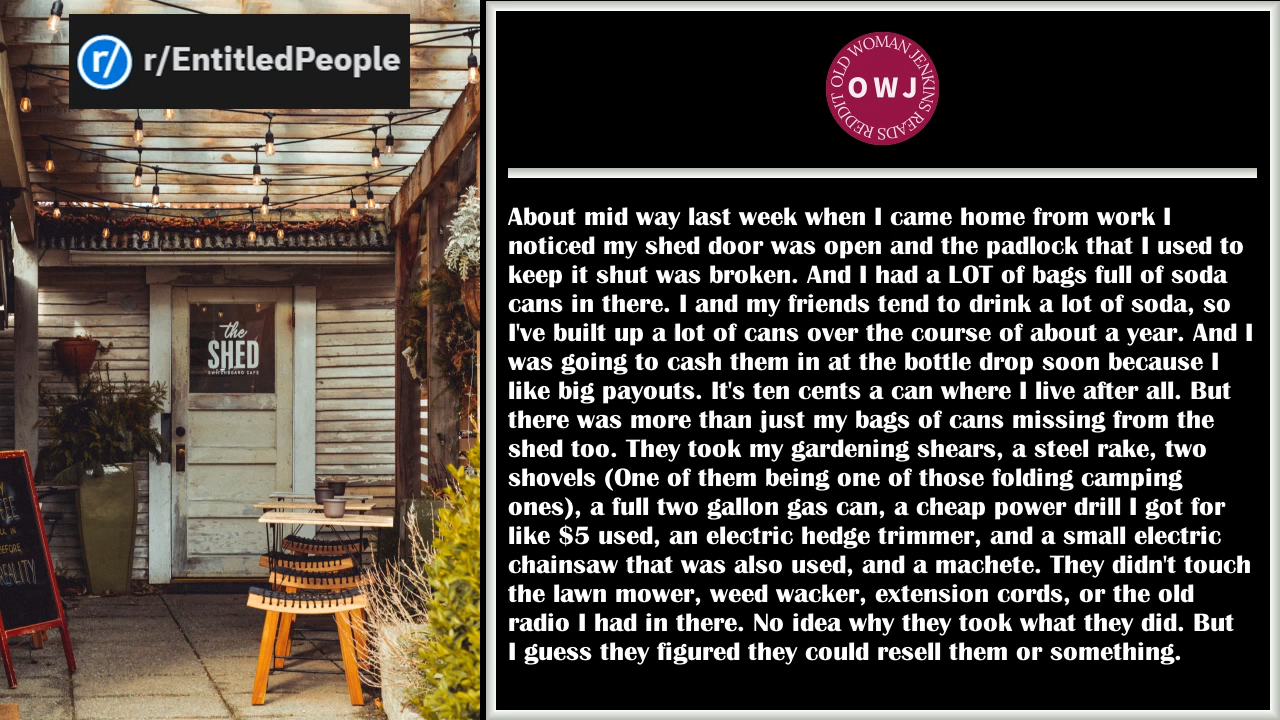 r/ r/EntitledPeople
OLD WOMAN JENKINS
OWJ
READS REDDIT
the
SHED
BEFORE
REALITY
About mid way last week when I came home from work I
noticed my shed door was open and the padlock that I used to
keep it shut was broken. And I had a LOT of bags full of soda
cans in there. I and my friends tend to drink a lot of soda, so
I've built up a lot of cans over the course of about a year. And I
was going to cash them in at the bottle drop soon because I
like big payouts. It's ten cents a can where I live after all. But
there was more than just my bags of cans missing from the
shed too. They took my gardening shears, a steel rake, two
shovels (One of them being one of those folding camping
ones), a full two gallon gas can, a cheap power drill I got for
like $5 used, an electric hedge trimmer, and a small electric
chainsaw that was also used, and a machete. They didn't touch
the lawn mower, weed wacker, extension cords, or the old
radio I had in there. No idea why they took what they did. But
I guess they figured they could resell them or something.